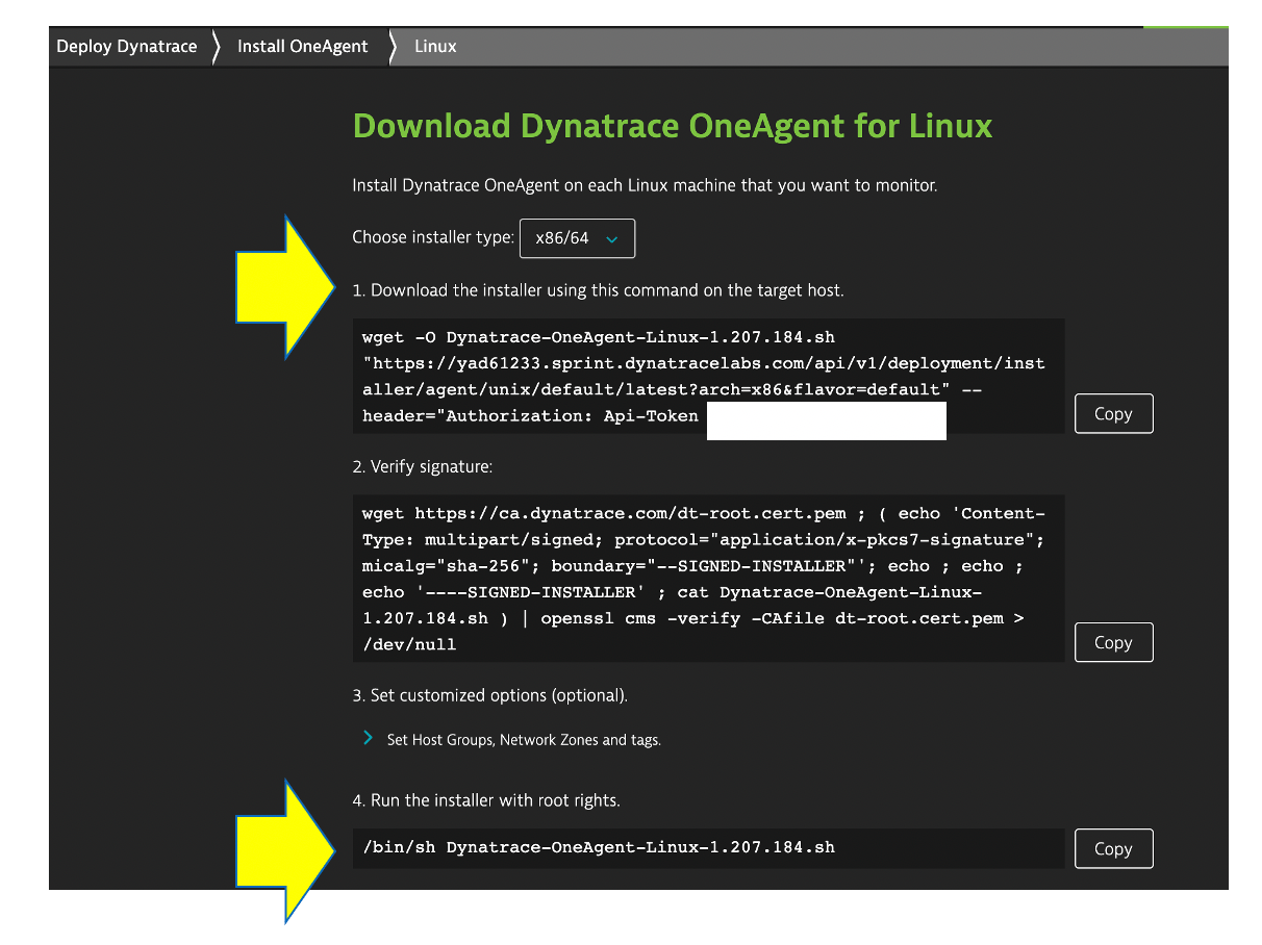 Deploy Dynatrace
Install OneAgent
Linux
Download Dynatrace OneAgent for Linux
Install Dynatrace OneAgent on each Linux machine that you want to monitor.
Choose installer type: x86/64
1. Download the installer using this command on the target host.
wget -O Dynatrace-OneAgent-Linux-1.207.184.sh
"https://yad61233.sprint.dynatracelabs.com/api/v1/deployment/inst
aller/agent/unix/default/latest?arch=x86&flavor=default" --
header="Authorization: Api-Token
Copy
2. Verify signature:
wget https://ca.dynatrace.com/dt-root.cert.pem ; ( echo 'Content-
Type: multipart/signed; protocol="application/x-pkcs7-signature";
micalg="sha-256"; boundary="--SIGNED-INSTALLER"'; echo ; echo ;
echo '----SIGNED-INSTALLER' ; cat Dynatrace-OneAgent-Linux-
1.207.184.sh ) | openssl cms -verify -CAfile dt-root.cert.pem >
/dev/null
Copy
3. Set customized options (optional).
Set Host Groups, Network Zones and tags.
4. Run the installer with root rights.
/bin/sh Dynatrace-OneAgent-Linux-1.207.184.sh
Copy